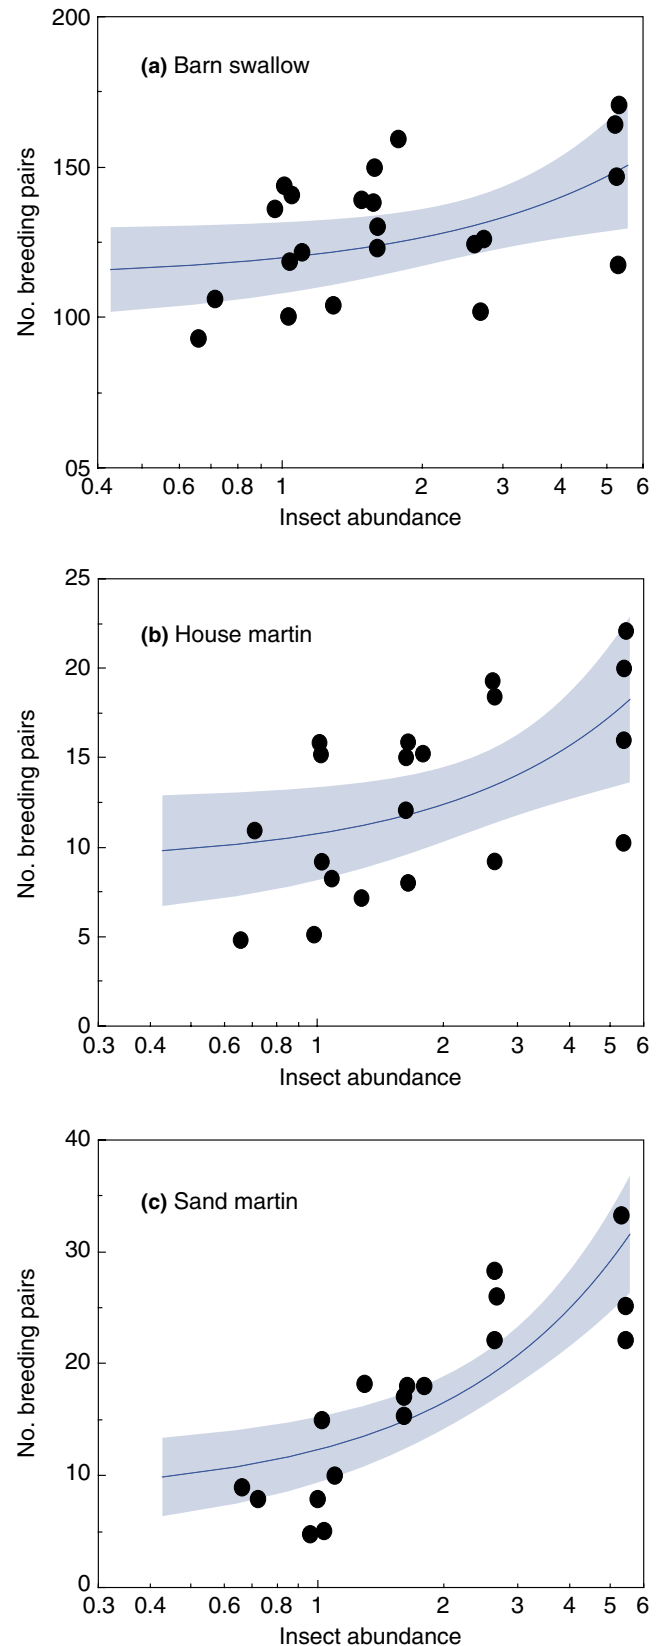 200
(a) Barn swallow
150
No. breeding pairs
100
05
0.4 0.6 0.8 1 2 3 4 5 6
Insect abundance
25
(b) House martin
20
15
No. breeding pairs
10
5
0
0.3 0.4 0.6 0.8 1 2 3 4 5 6
Insect abundance
40
(c) Sand martin
30
No. breeding pairs
20
10
0
0.3 0.4 0.6 0.8 1 2 3 4 5 6
Insect abundance